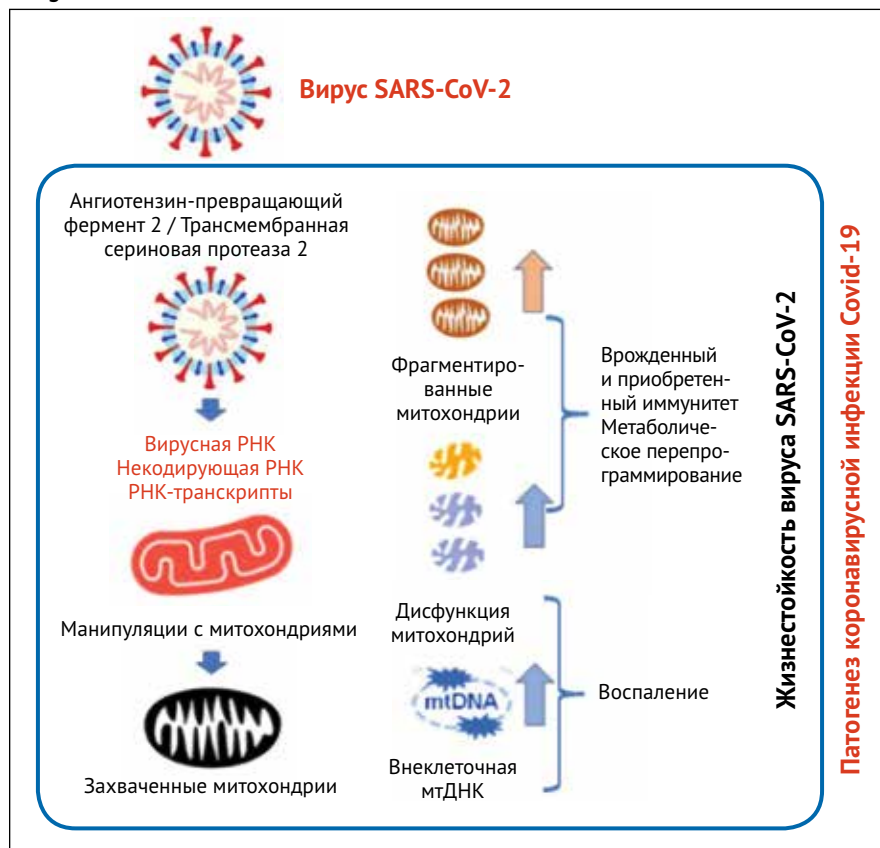 Вирус SARS-CoV-2
Ангиотензин-превращающий
фермент 2 / Трансмембранная
сериновая протеаза 2
Вирусная РНК
Некодирующая РНК
РНК-транскрипты
Манипуляции с митохондриями
Захваченные митохондрии
Фрагментиро-
ванные
митохондрии
Дисфункция
митохондрий
mtDNA
Внеклеточная
мтДНК
Врожденный
и приобретен-
ный иммунитет
Метаболиче-
ское перепро-
граммирование
Воспаление
Жизнестойкость вируса SARS-CoV-2
Патогенез коронавирусной инфекции Covid-19